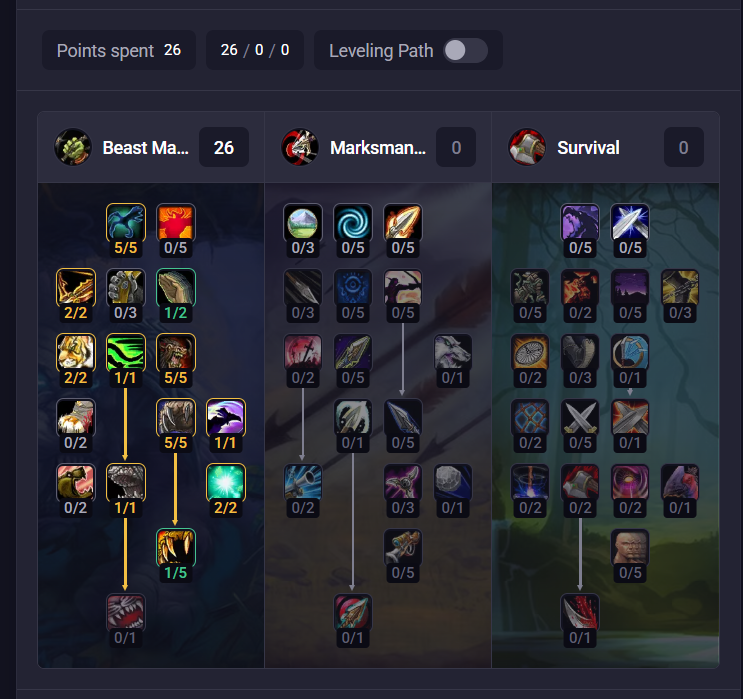 Points spent 26 26 / 0 / 0 Leveling Path
Beast Ma... 26 Marksman... 0 Survival 0
5/5 0/5 0/3 0/5 0/5 0/5 0/5
2/2 0/3 1/2 0/3 0/5 0/5 0/5 0/2 0/5 0/3
2/2 1/1 5/5 0/2 0/5 0/1 0/2 0/3 0/1
0/2 5/5 1/1 0/1 0/5 0/2 0/5 0/1
0/2 1/1 2/2 0/2 0/3 0/1 0/2 0/2 0/2 0/1
1/5 0/5 0/5
0/1 0/1 0/1